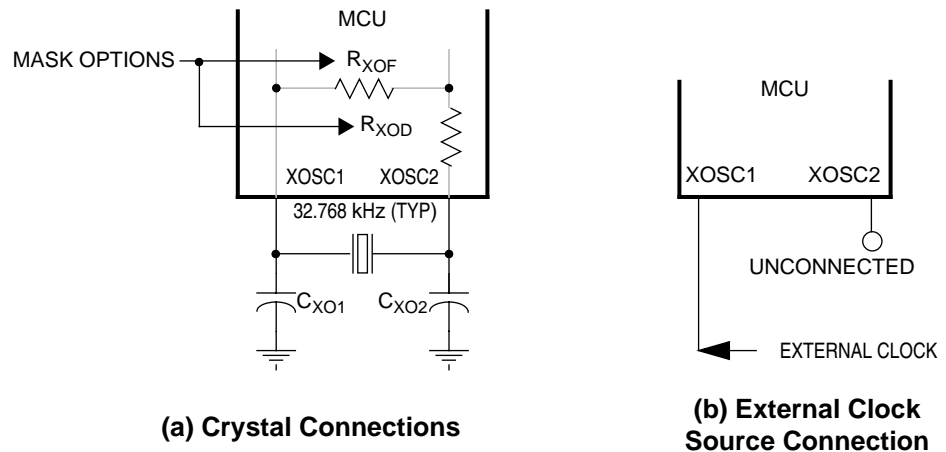 MCU
MASK OPTIONS
RXOF
RXOD
XOSC1 XOSC2
32.768 kHz (TYP)
CXO1 CXO2
(a) Crystal Connections
MCU
XOSC1 XOSC2
UNCONNECTED
EXTERNAL CLOCK
(b) External Clock
Source Connection